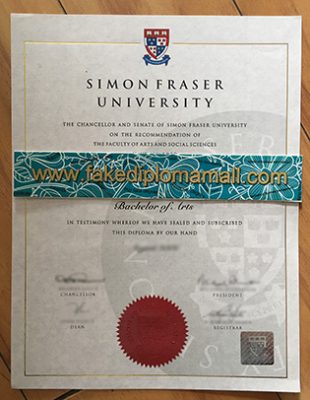 SIMON FRASER
UNIVERSITY
THE CHANCELLOR AND SENATE OF SIMON FRASER UNIVERSITY
ON THE RECOMMENDATION OF
THE FACULTY OF ARTS AND SOCIAL SCIENCES
www.fakediplomamall.com
Bachelor of Arts
IN TESTIMONY WHEREOF WE HAVE SEALED AND SUBSCRIBED
THIS DIPLOMA BY OUR HAND
CHANCELLOR
PRESIDENT
DEAN
REGISTRAR